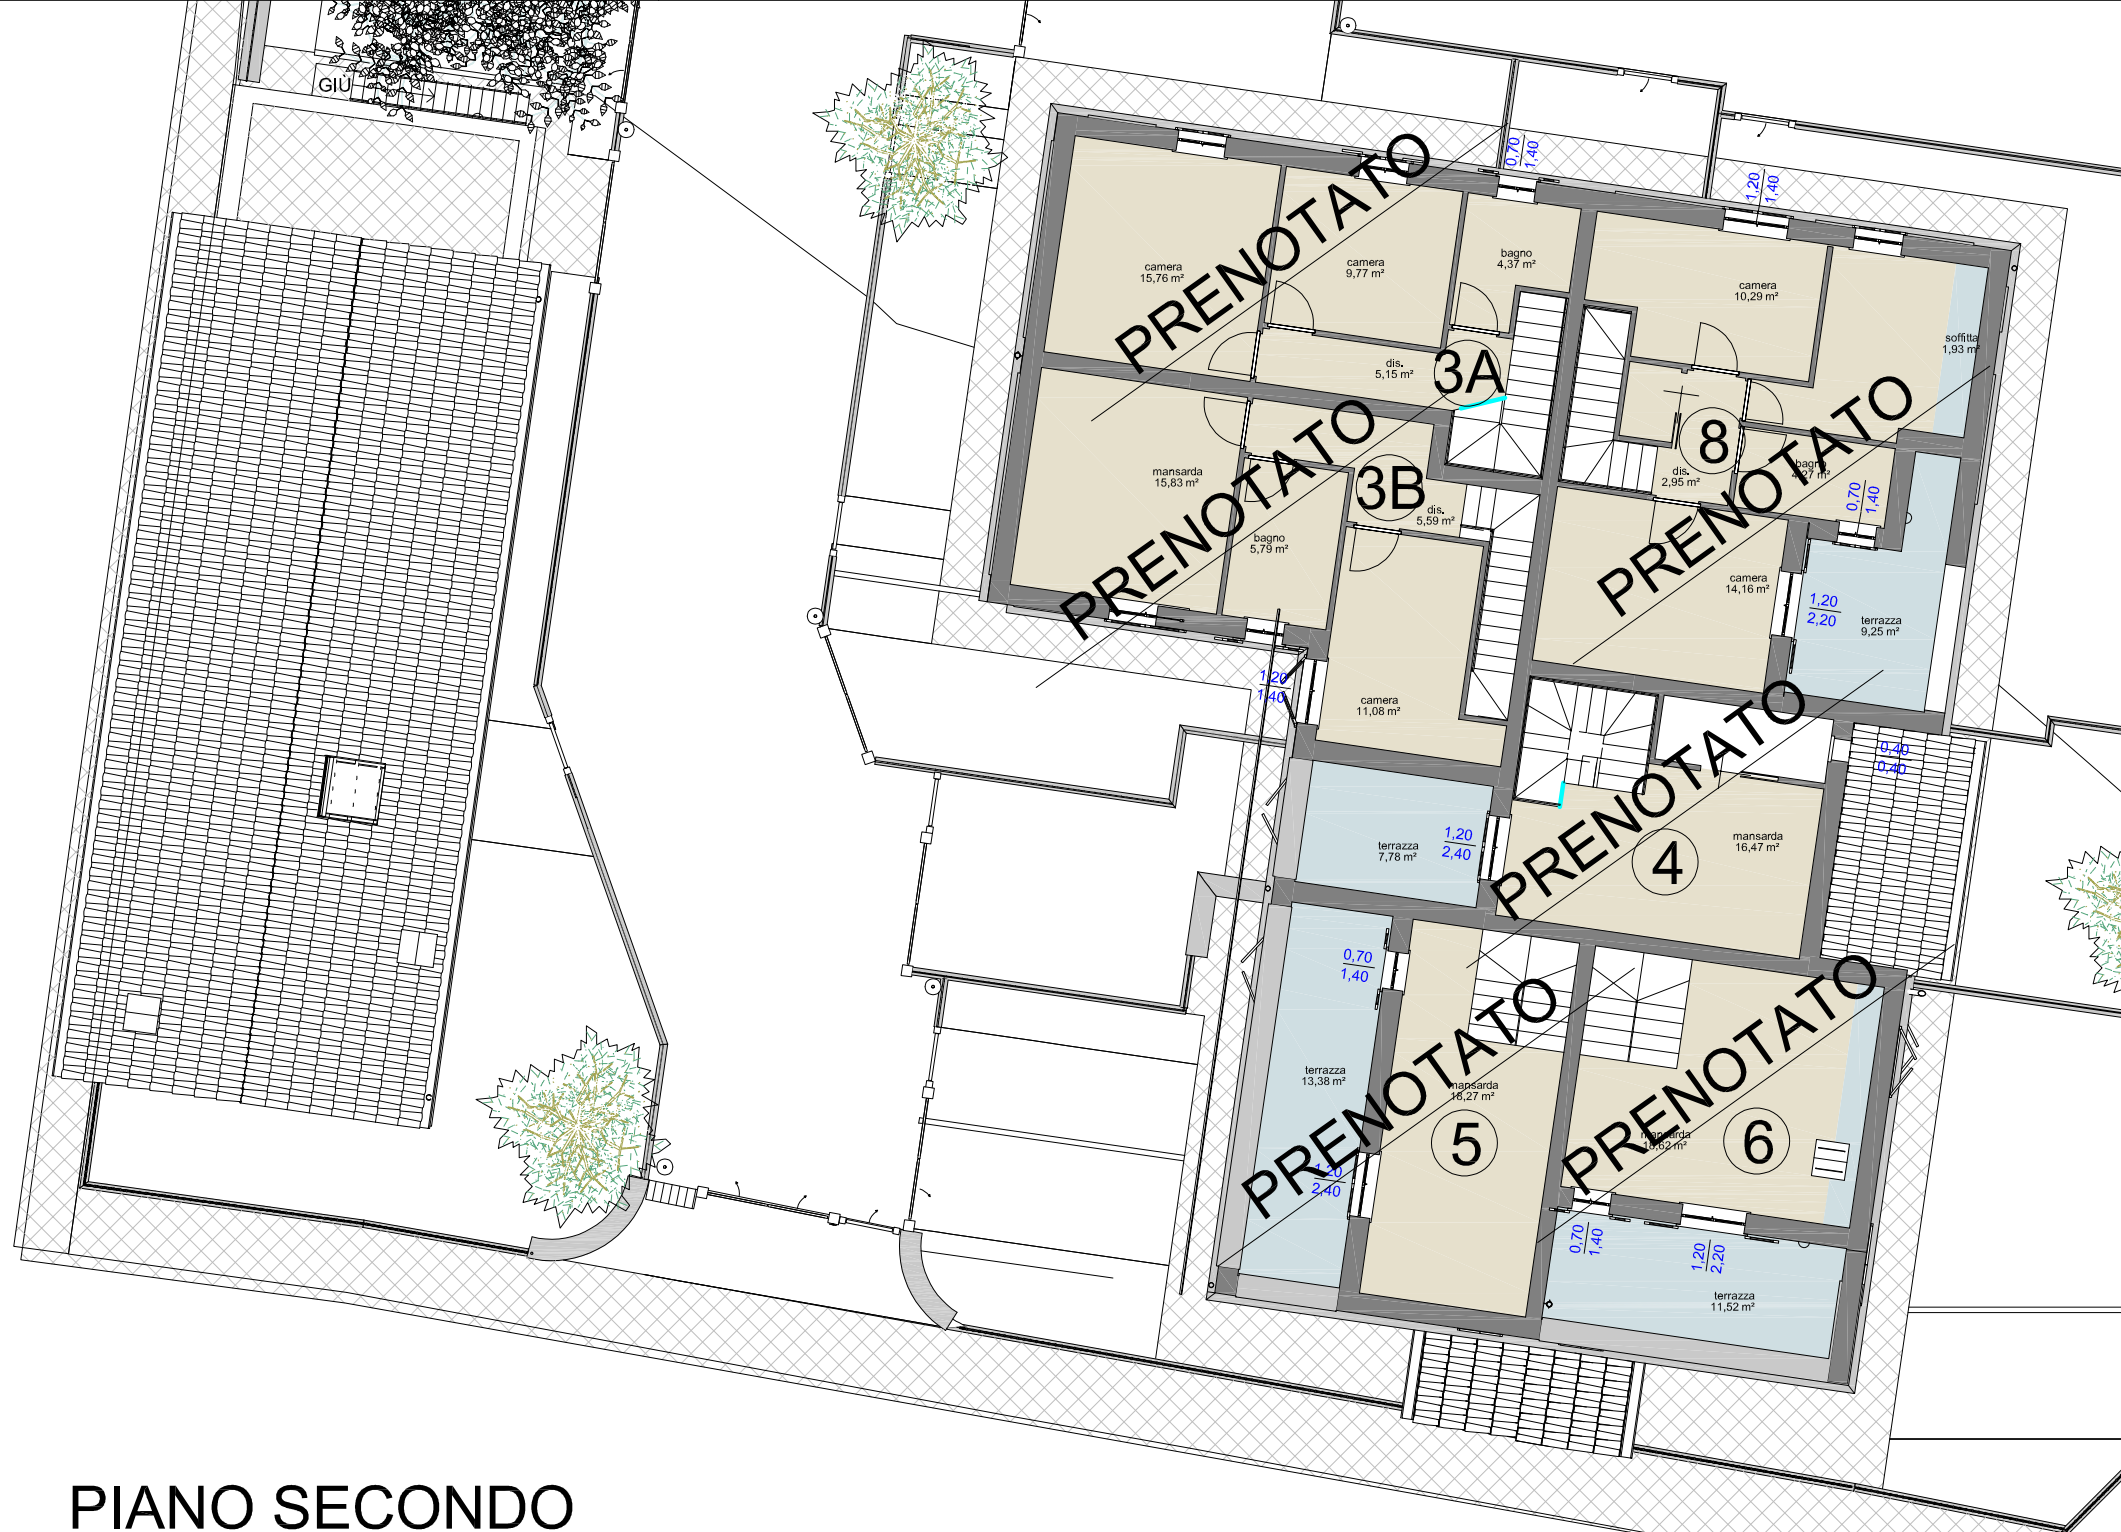 GIÙ
0,70
1,40
1,20
1,40
PRENOTATO
camera
15,76 m²
camera
9,77 m²
bagno
4,37 m²
camera
10,29 m²
soffitta
1,93 m²
dis.
5,15 m²
3A
PRENOTATO
mansarda
15,83 m²
3B
dis.
5,59 m²
bagno
5,79 m²
PRENOTATO
8
dis.
2,95 m²
bagno
4,27 m²
0,70
1,40
camera
14,16 m²
1,20
2,20
terrazza
9,25 m²
1,20
1,40
camera
11,08 m²
PRENOTATO
0,40
0,40
terrazza
7,78 m²
1,20
2,40
mansarda
16,47 m²
4
0,70
1,40
PRENOTATO
terrazza
13,38 m²
mansarda
18,27 m²
5
1,20
2,40
PRENOTATO
mansarda
6
0,70
1,40
1,20
2,20
terrazza
11,52 m²
PIANO SECONDO